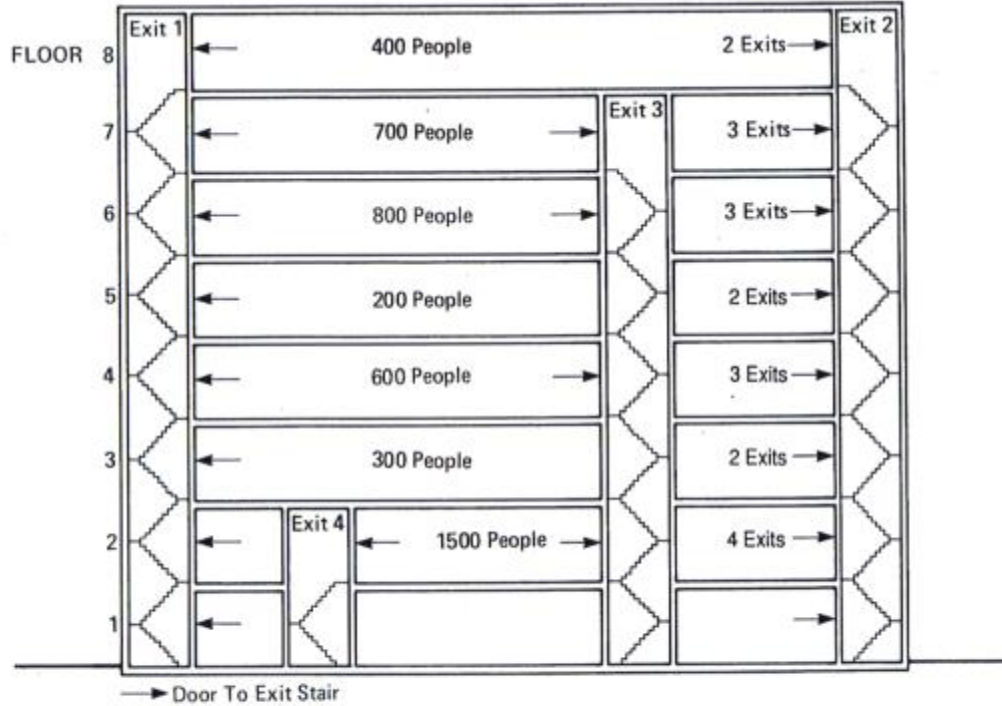 Exit 1
Exit 2
FLOOR 8
400 People
2 Exits
7
700 People
Exit 3
3 Exits
6
800 People
3 Exits
5
200 People
2 Exits
4
600 People
3 Exits
3
300 People
2 Exits
2
Exit 4
1500 People
4 Exits
1
Door To Exit Stair